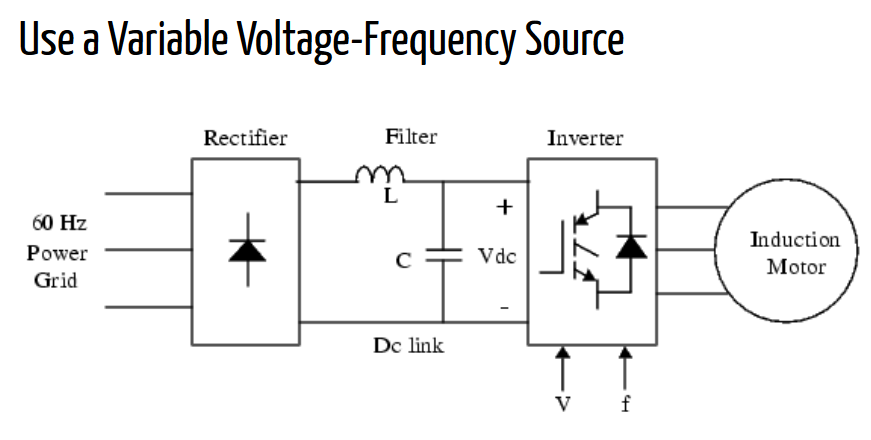 Use a Variable Voltage-Frequency Source
Rectifier
Filter
Inverter
L
+
60 Hz
Power
Grid
C
Vdc
Induction
Motor
-
Dc link
V
f